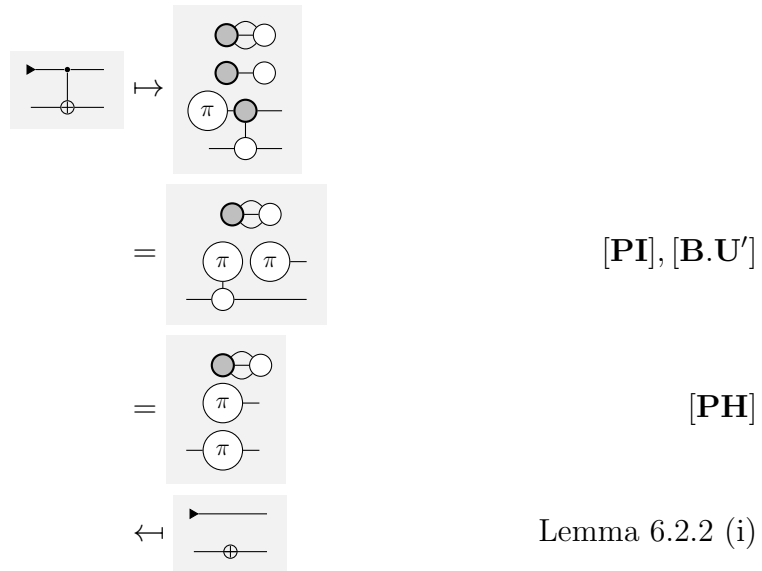 ↦
π
= π π [PI], [B.U′]
= π [PH]
π
↤ Lemma 6.2.2 (i)